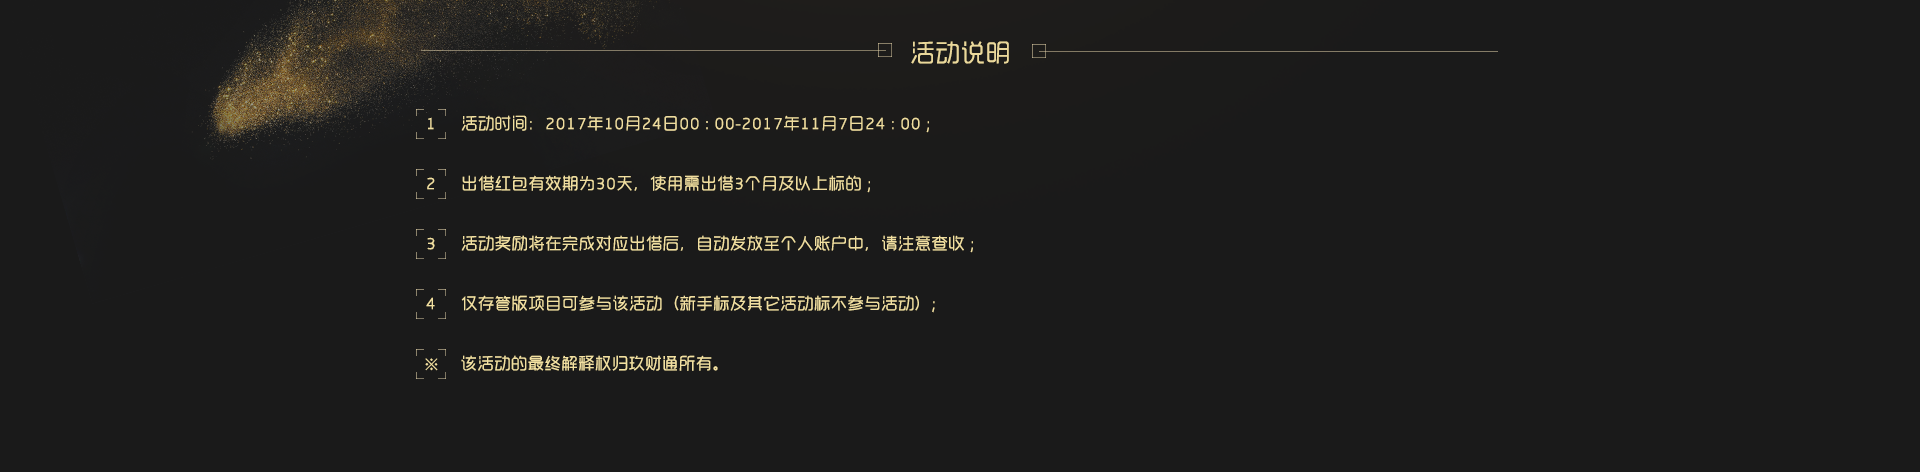 活动说明
1 活动时间：2017年10月24日00：00-2017年11月7日24：00；
2 出借红包有效期为30天，使用需出借3个月及以上标的；
3 活动奖励将在完成对应出借后，自动发放至个人账户中，请注意查收；
4 仅存管版项目可参与该活动（新手标及其它活动标不参与活动）；
※ 该活动的最终解释权归玖财通所有。